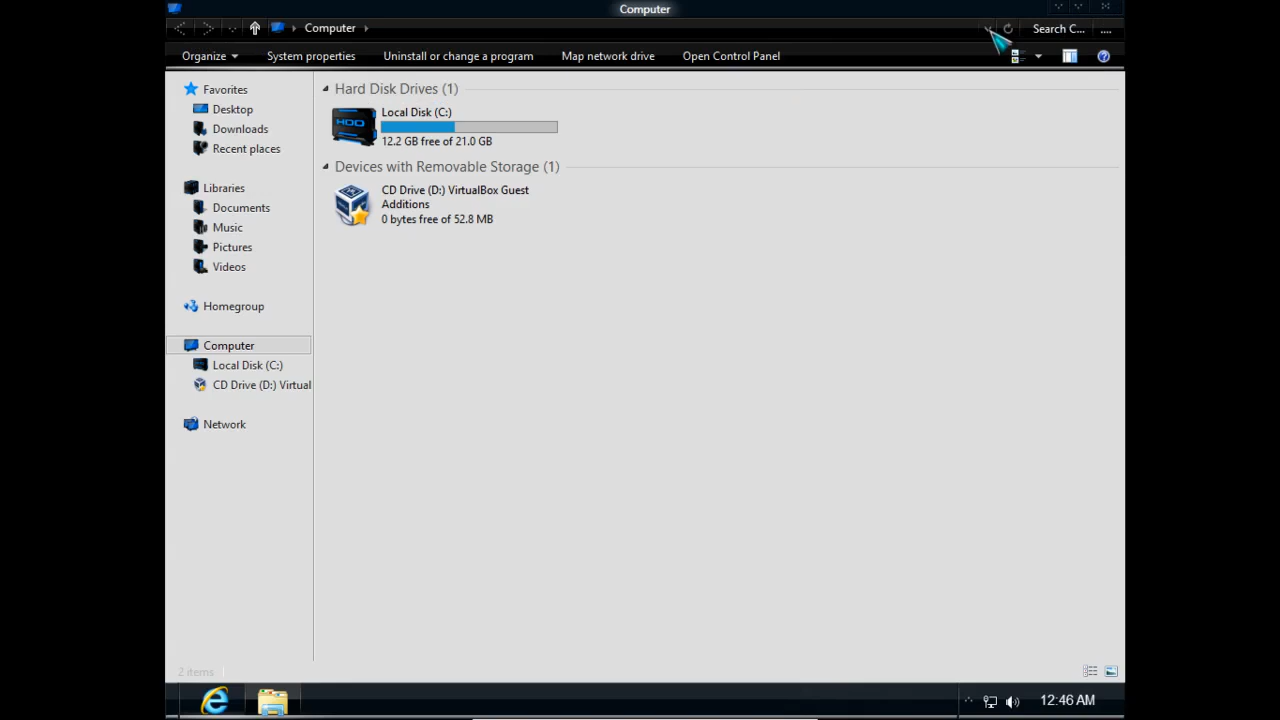 Computer
Computer
Search C...
Organize
System properties
Uninstall or change a program
Map network drive
Open Control Panel
Favorites
Desktop
Downloads
Recent places
Libraries
Documents
Music
Pictures
Videos
Homegroup
Computer
Local Disk (C:)
CD Drive (D:) Virtual
Network
Hard Disk Drives (1)
HDD
Local Disk (C:)
12.2 GB free of 21.0 GB
Devices with Removable Storage (1)
CD Drive (D:) VirtualBox Guest
Additions
0 bytes free of 52.8 MB
2 items
12:46 AM